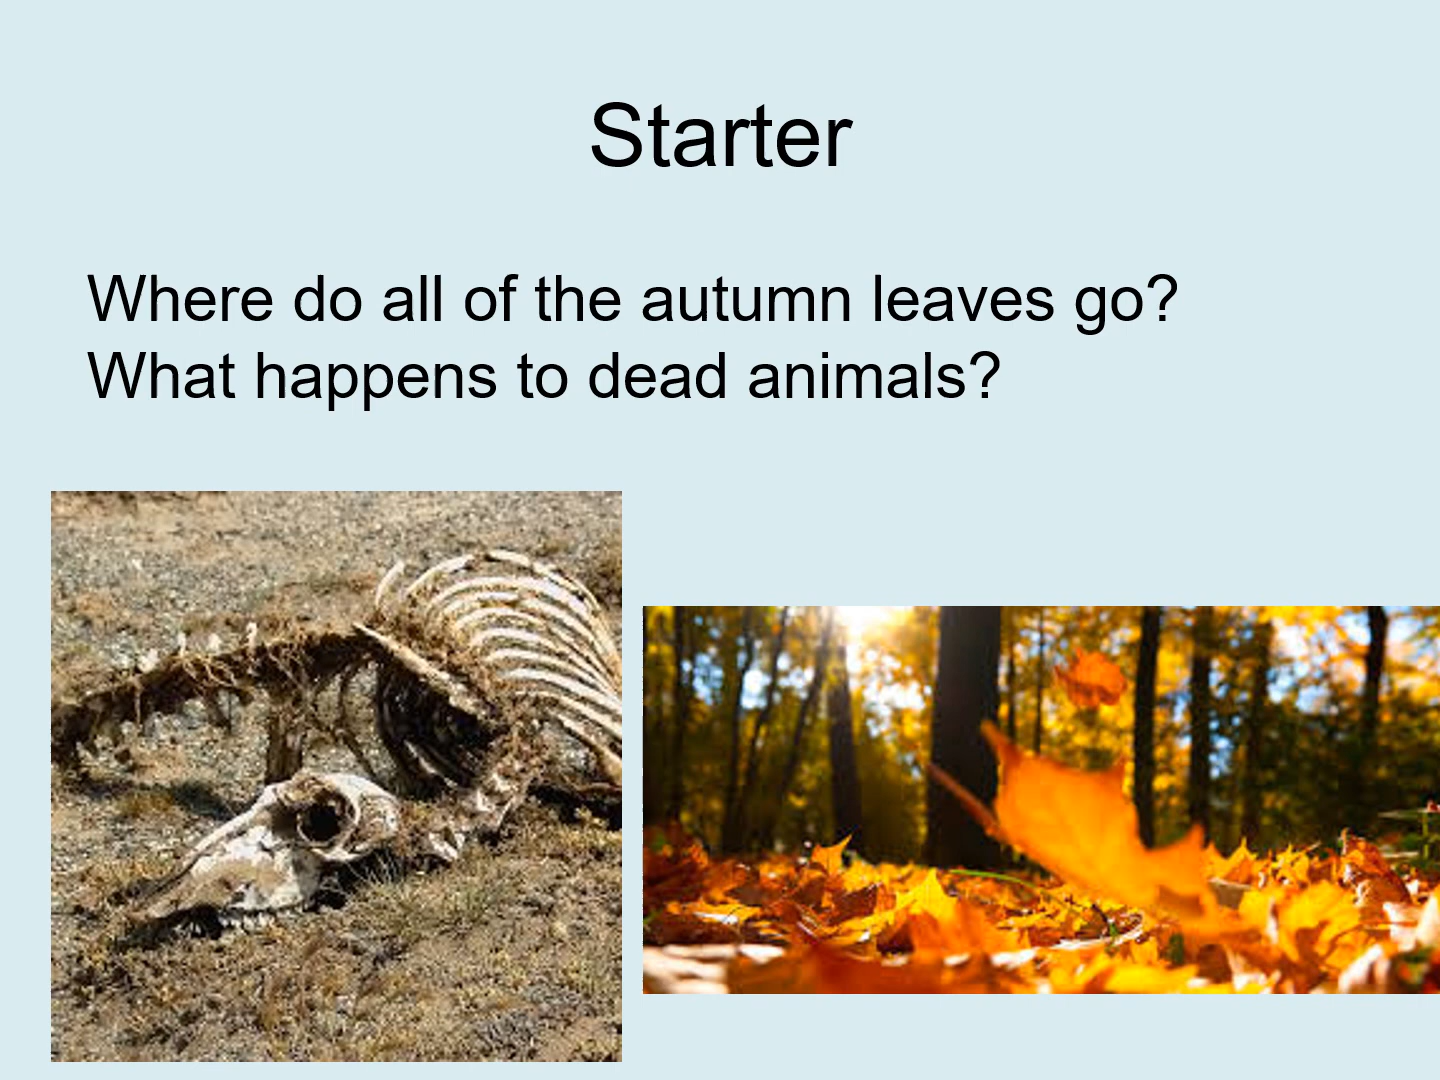 Starter
Where do all of the autumn leaves go?
What happens to dead animals?